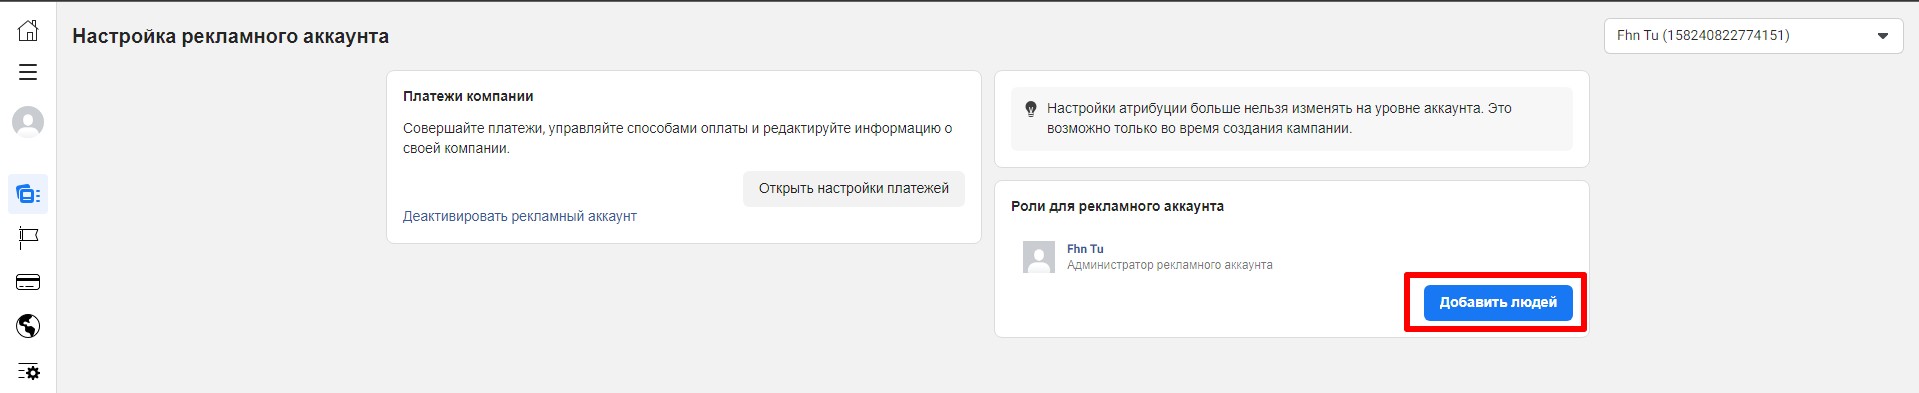 Настройка рекламного аккаунта
Fhn Tu (158240822774151)
Платежи компании
Совершайте платежи, управляйте способами оплаты и редактируйте информацию о
своей компании.
Открыть настройки платежей
Деактивировать рекламный аккаунт
Настройки атрибуции больше нельзя изменять на уровне аккаунта. Это
возможно только во время создания кампании.
Роли для рекламного аккаунта
Fhn Tu
Администратор рекламного аккаунта
Добавить людей